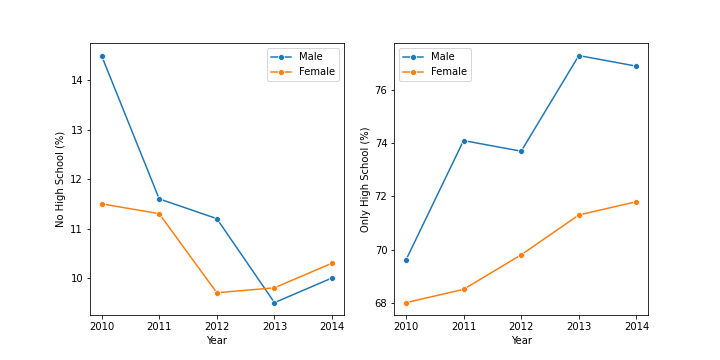 Male
Female
14
13
12
11
10
No High School (%)
2010 2011 2012 2013 2014
Year
Male
Female
76
74
72
70
68
Only High School (%)
2010 2011 2012 2013 2014
Year